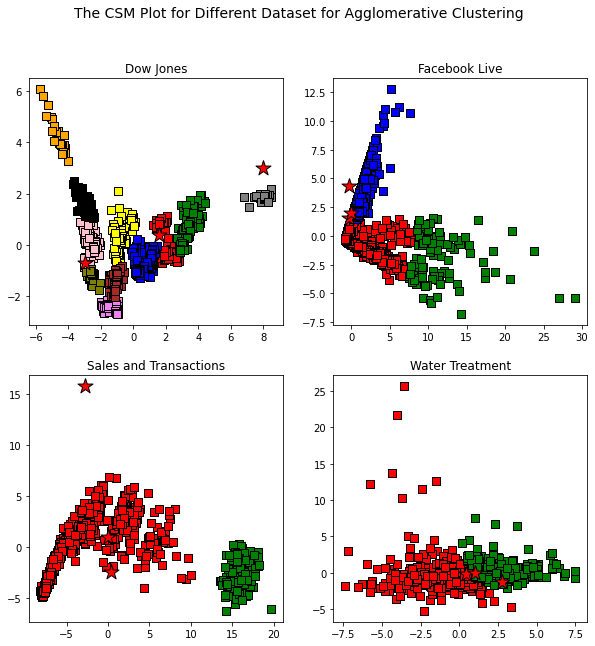 The CSM Plot for Different Dataset for Agglomerative Clustering
Dow Jones
6
4
2
0
−2
−6 −4 −2 0 2 4 6 8
Facebook Live
12.5
10.0
7.5
5.0
2.5
0.0
−2.5
−5.0
−7.5
0 5 10 15 20 25 30
Sales and Transactions
15
10
5
0
−5
−5 0 5 10 15 20
Water Treatment
25
20
15
10
5
0
−5
−7.5 −5.0 −2.5 0.0 2.5 5.0 7.5